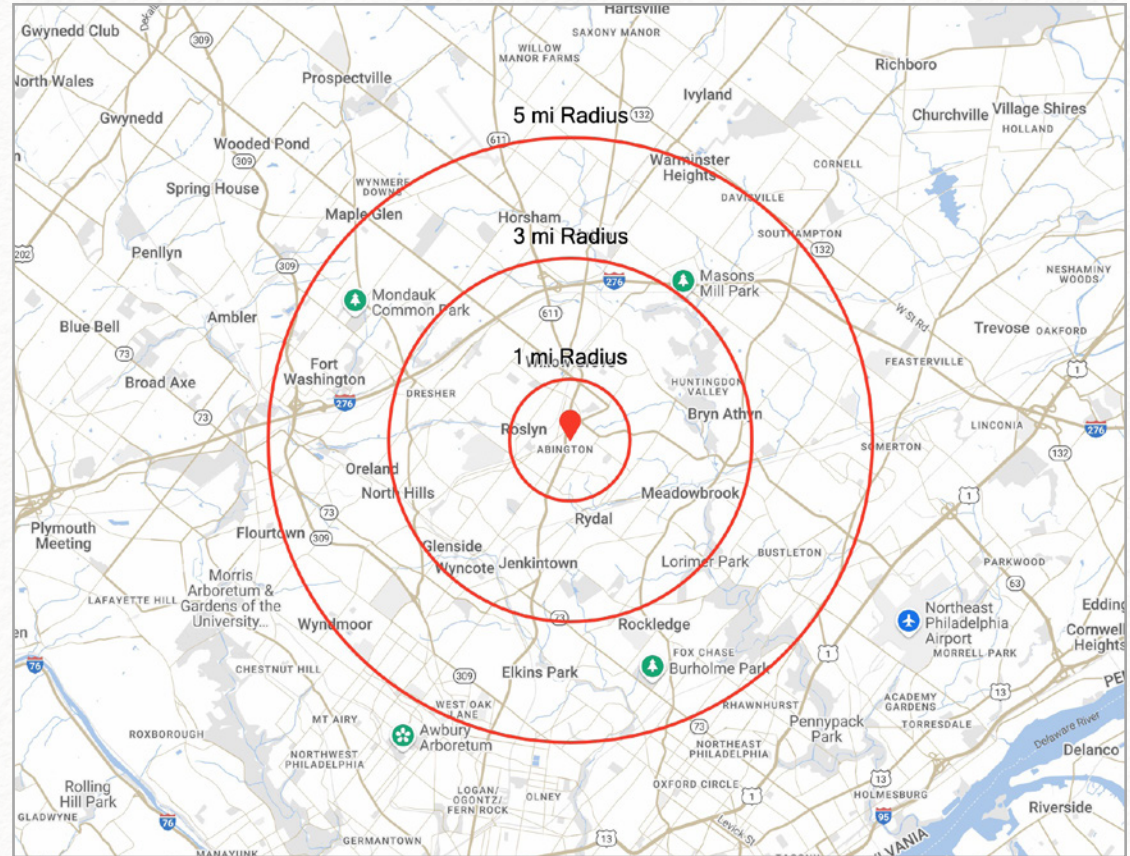 Hartsville
Gwynedd Club
309
SAXONY MANOR
WILLOW
MANOR FARMS
Richboro
North Wales
Prospectville
Ivyland
Gwynedd
5 mi Radius
132
Churchville
Village Shires
HOLLAND
611
Wooded Pond
309
Warminster
Heights
CORNELL
Spring House
WYNMERE
DOWNS
DAVISVILLE
Maple Glen
Horsham
3 mi Radius
SOUTHAMPTON
132
202
Penllyn
309
276
Masons
Mill Park
NESHAMINY
WOODS
Mondauk
Common Park
611
W St Rd
Ambler
Blue Bell
73
Trevose
OAKFORD
1 mi Radius
Willow Grove
FEASTERVILLE
1
Fort
Washington
Broad Axe
276
DRESHER
HUNTINGDON
VALLEY
73
Bryn Athyn
Roslyn
ABINGTON
LINCONIA
276
SOMERTON
132
Oreland
North Hills
Meadowbrook
1
73
Rydal
Plymouth
Meeting
Flourtown
309
Glenside
Wyncote
Jenkintown
Lorimer Park
BUSTLETON
PARKWOOD
63
Morris
Arboretum &
Gardens of the
University...
LAFAYETTE HILL
Wyndmoor
73
Rockledge
Northeast
Philadelphia
Airport
Edding
Cornwell
Heights
MORRELL PARK
1
FOX CHASE
Burholme Park
76
CHESTNUT HILL
Elkins Park
309
13
ACADEMY
GARDENS
TORRESDALE
RHAWNHURST
Pennypack
Park
WEST OAK
LANE
MT AIRY
ROXBOROUGH
Awbury
Arboretum
73
NORTHEAST
PHILADELPHIA
NORTHWEST
PHILADELPHIA
Delaware River
Delanco
Rolling
Hill Park
GLADWYNE
LOGAN/
OGONTZ/
FERN ROCK
OLNEY
OXFORD CIRCLE
1
13
HOLMESBURG
95
Riverside
76
GERMANTOWN
13
Levick St
MANAYUNK